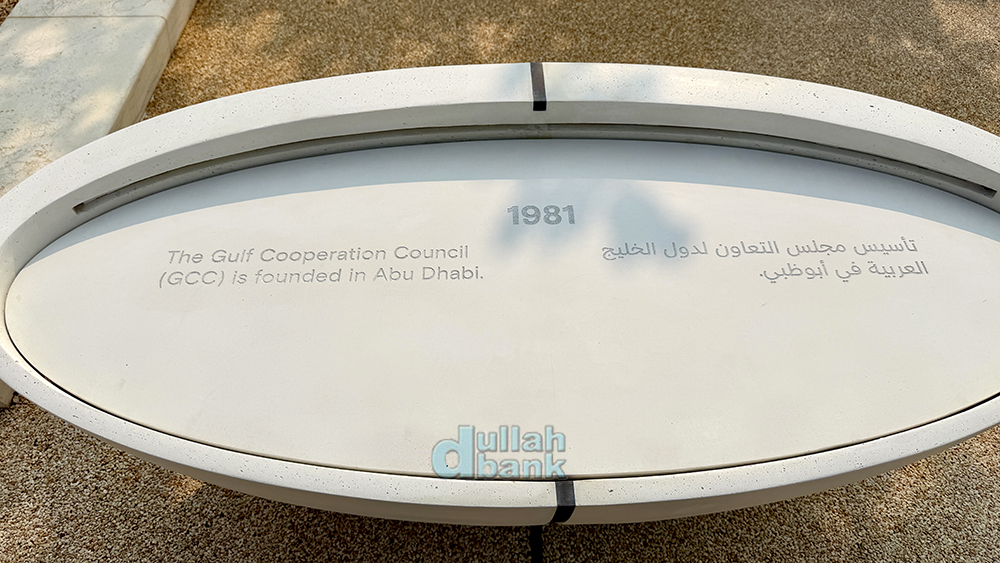 1981
The Gulf Cooperation Council
(GCC) is founded in Abu Dhabi.
تأسيس مجلس التعاون لدول الخليج
العربية في أبوظبي.
dullah
bank